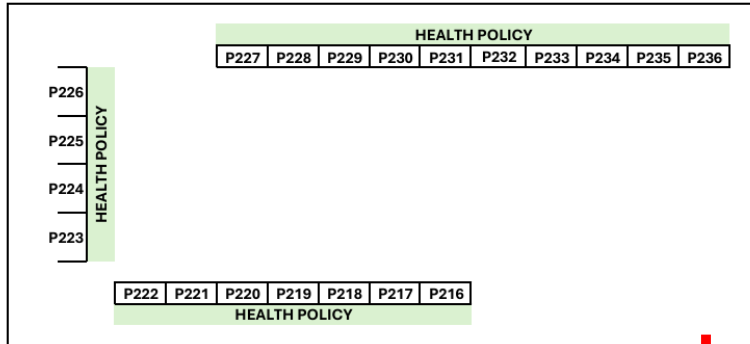 HEALTH POLICY
P227 P228 P229 P230 P231 P232 P233 P234 P235 P236
P226
P225
P224
P223
HEALTH POLICY
P222 P221 P220 P219 P218 P217 P216
HEALTH POLICY